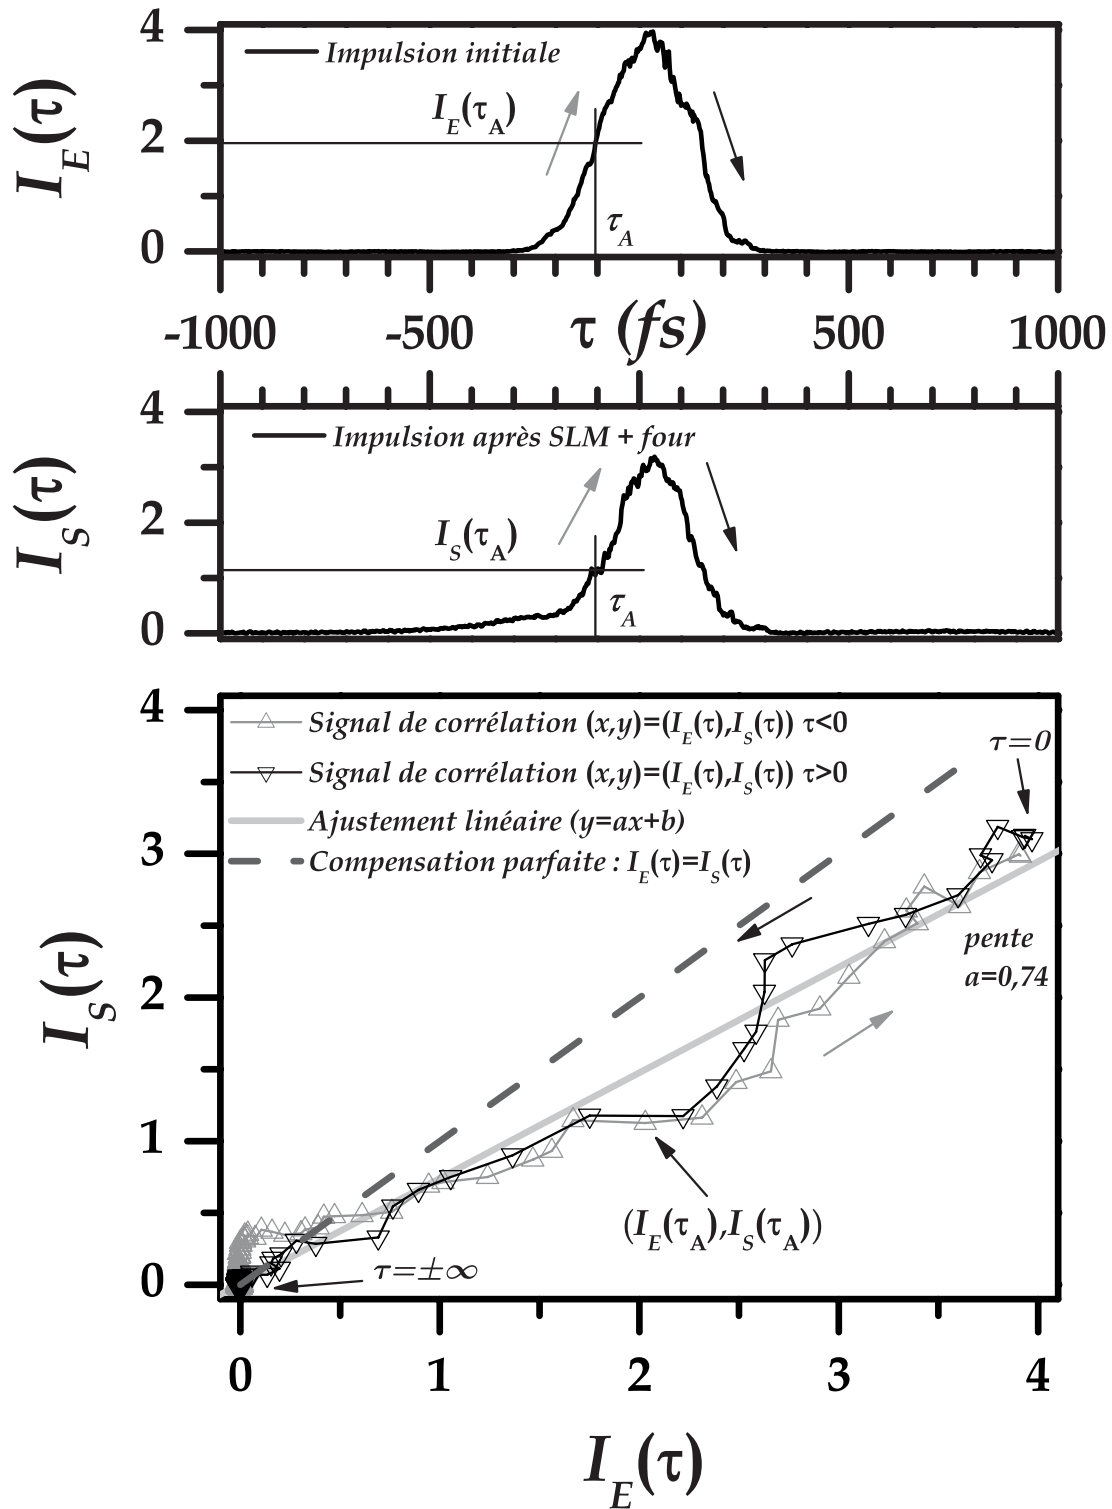 4
2
0
I_E(τ)
Impulsion initiale
I_E(τ_A)
τ_A
-1000 -500 τ (fs) 500 1000
4
2
0
I_S(τ)
Impulsion après SLM + four
I_S(τ_A)
τ_A
4
3
2
1
0
I_S(τ)
Signal de corrélation (x,y)=(I_E(τ),I_S(τ)) τ<0
Signal de corrélation (x,y)=(I_E(τ),I_S(τ)) τ>0
Ajustement linéaire (y=ax+b)
Compensation parfaite : I_E(τ)=I_S(τ)
τ=0
pente
a=0,74
(I_E(τ_A),I_S(τ_A))
τ=±∞
0 1 2 3 4
I_E(τ)